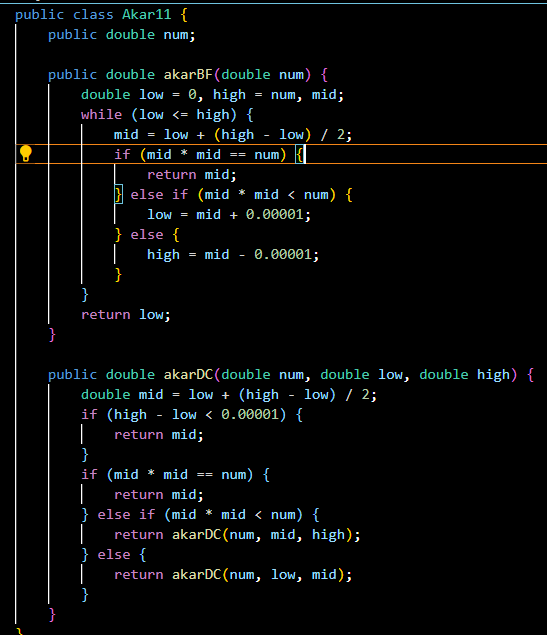 public class Akar11 {
    public double num;

    public double akarBF(double num) {
        double low = 0, high = num, mid;
        while (low <= high) {
            mid = low + (high - low) / 2;
            if (mid * mid == num) {
                return mid;
            } else if (mid * mid < num) {
                low = mid + 0.00001;
            } else {
                high = mid - 0.00001;
            }
        }
        return low;
    }

    public double akarDC(double num, double low, double high) {
        double mid = low + (high - low) / 2;
        if (high - low < 0.00001) {
            return mid;
        }
        if (mid * mid == num) {
            return mid;
        } else if (mid * mid < num) {
            return akarDC(num, mid, high);
        } else {
            return akarDC(num, low, mid);
        }
    }
}